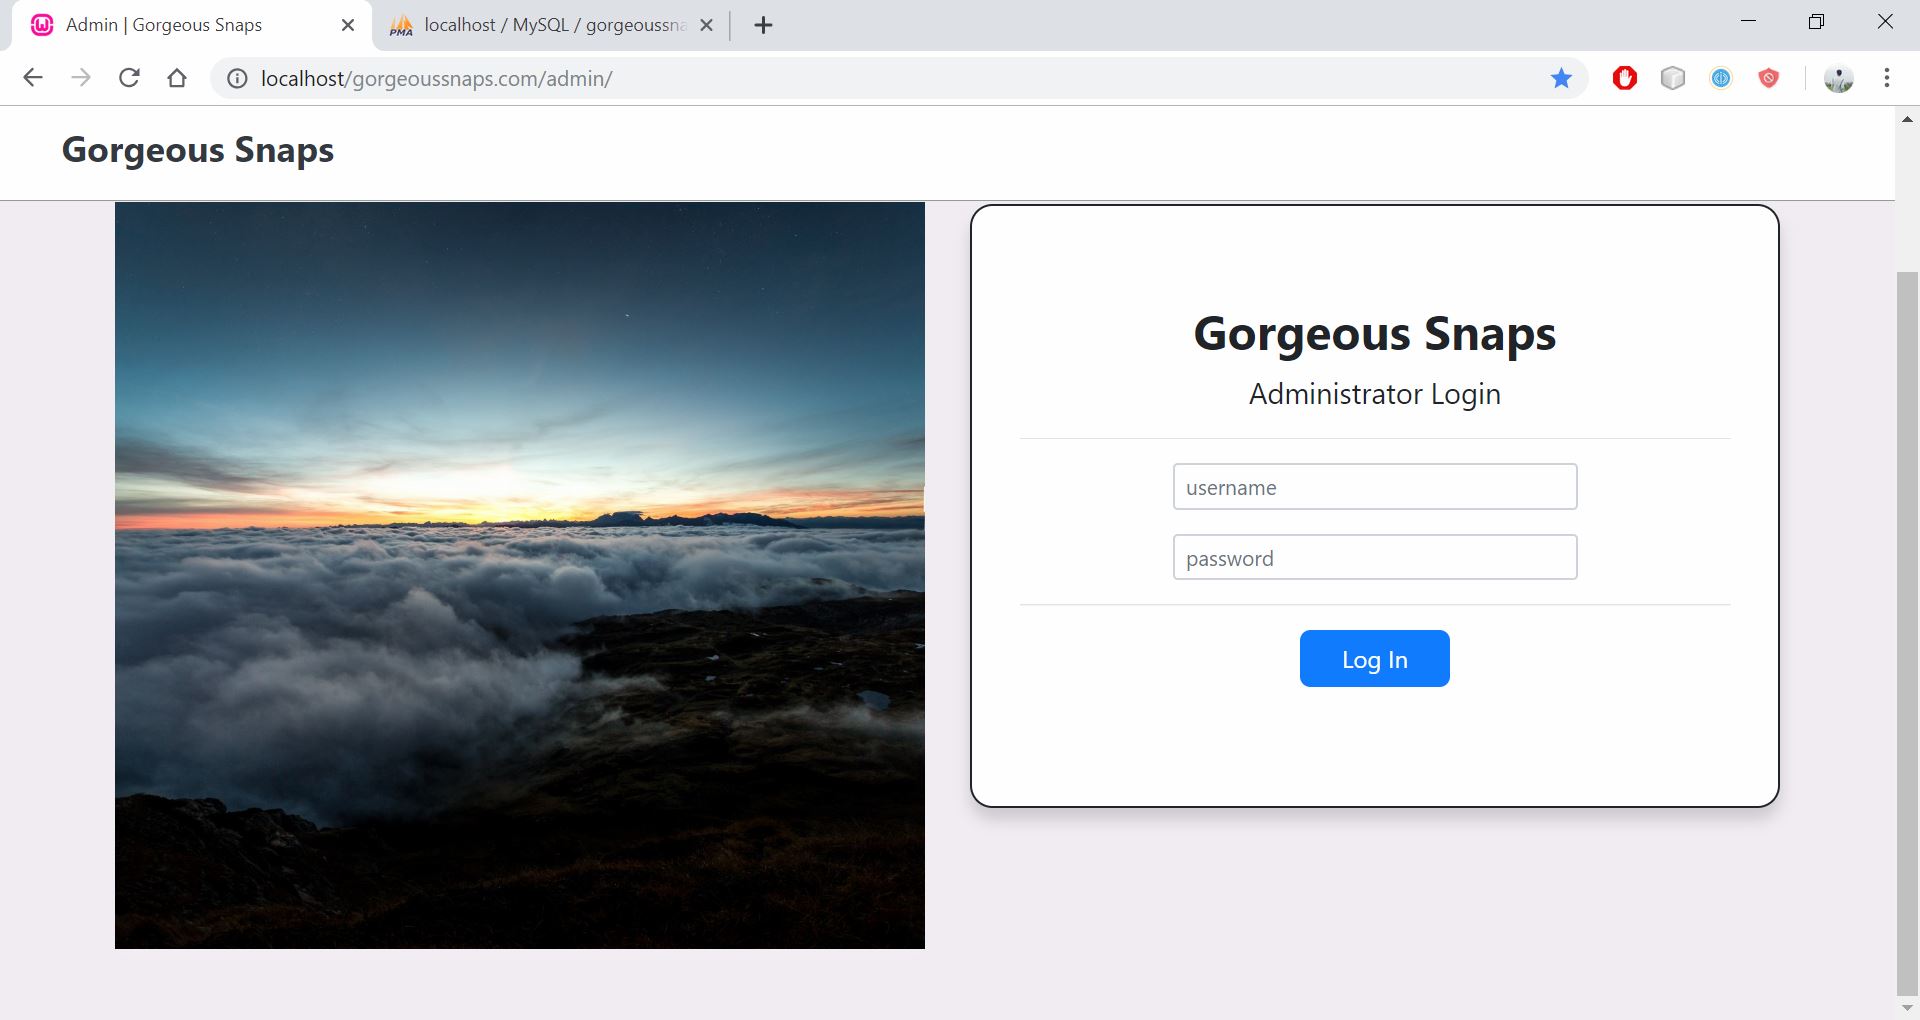 Admin | Gorgeous Snaps
localhost / MySQL / gorgeoussna
PMA
localhost/gorgeoussnaps.com/admin/
Gorgeous Snaps
Gorgeous Snaps
Administrator Login
username
password
Log In